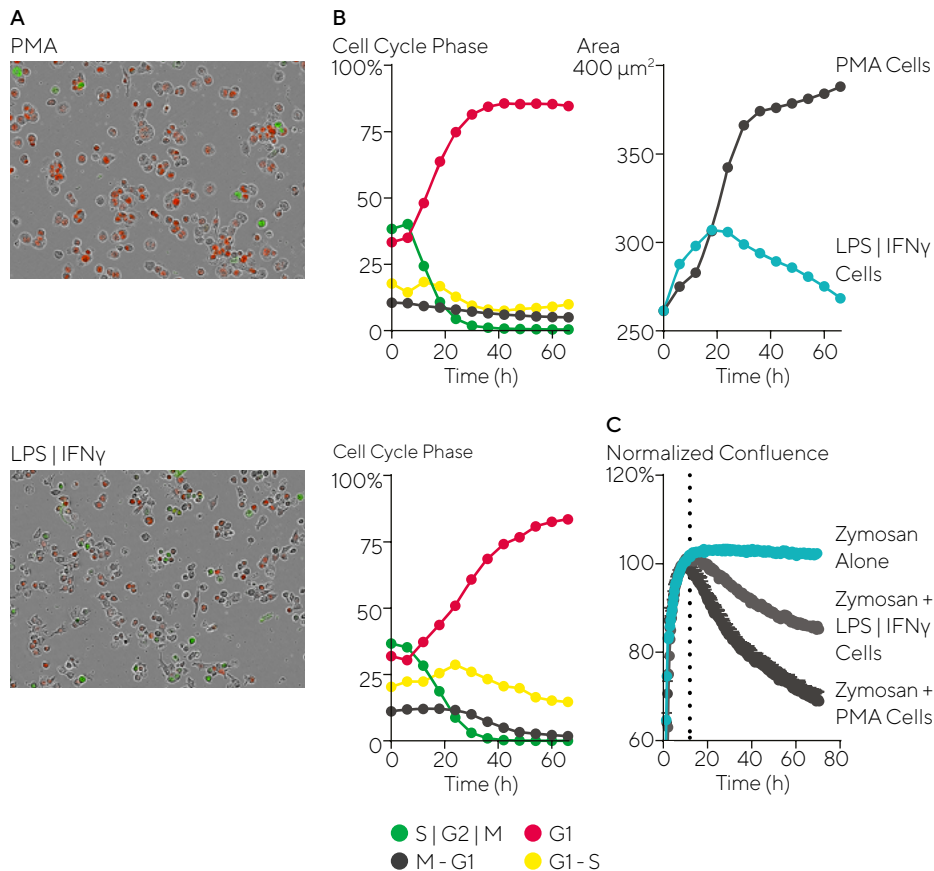 A
PMA
B
Cell Cycle Phase
100%
75
50
25
0
0 20 40 60
Time (h)
Area
400 µm²
350
300
250
0 20 40 60
Time (h)
PMA Cells
LPS | IFNγ
Cells
LPS | IFNγ
Cell Cycle Phase
100%
75
50
25
0
0 20 40 60
Time (h)
S | G2 | M
G1
M - G1
G1 - S
C
Normalized Confluence
120%
100
80
60
0 20 40 60 80
Time (h)
Zymosan
Alone
Zymosan +
LPS | IFNγ
Cells
Zymosan +
PMA Cells